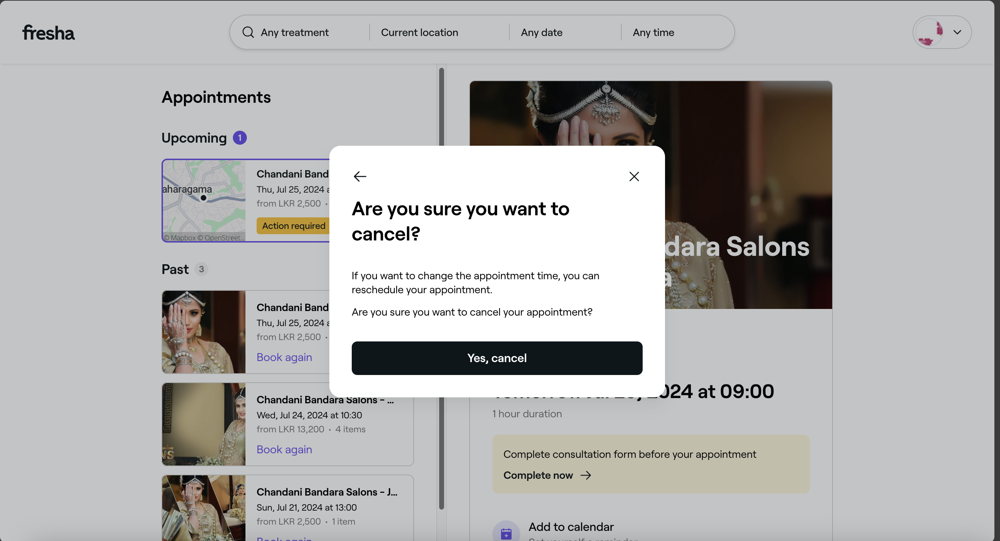 fresha
Any treatment
Current location
Any date
Any time
Appointments
Upcoming 1
aharagama
© Mapbox © OpenStreet...
Chandani Band
Thu, Jul 25, 2024 a
from LKR 2,500 •
Action required
Past 3
Chandani Band
Thu, Jul 25, 2024 a
from LKR 2,500 •
Book again
Chandani Bandara Salons - ...
Wed, Jul 24, 2024 at 10:30
from LKR 13,200 • 4 items
Book again
Chandani Bandara Salons - J...
Sun, Jul 21, 2024 at 13:00
from LKR 2,500 • 1 item
Book again
Are you sure you want to
cancel?
If you want to change the appointment time, you can
reschedule your appointment.
Are you sure you want to cancel your appointment?
Yes, cancel
dara Salons
a
2024 at 09:00
1 hour duration
Complete consultation form before your appointment
Complete now
Add to calendar
Set yourself a reminder